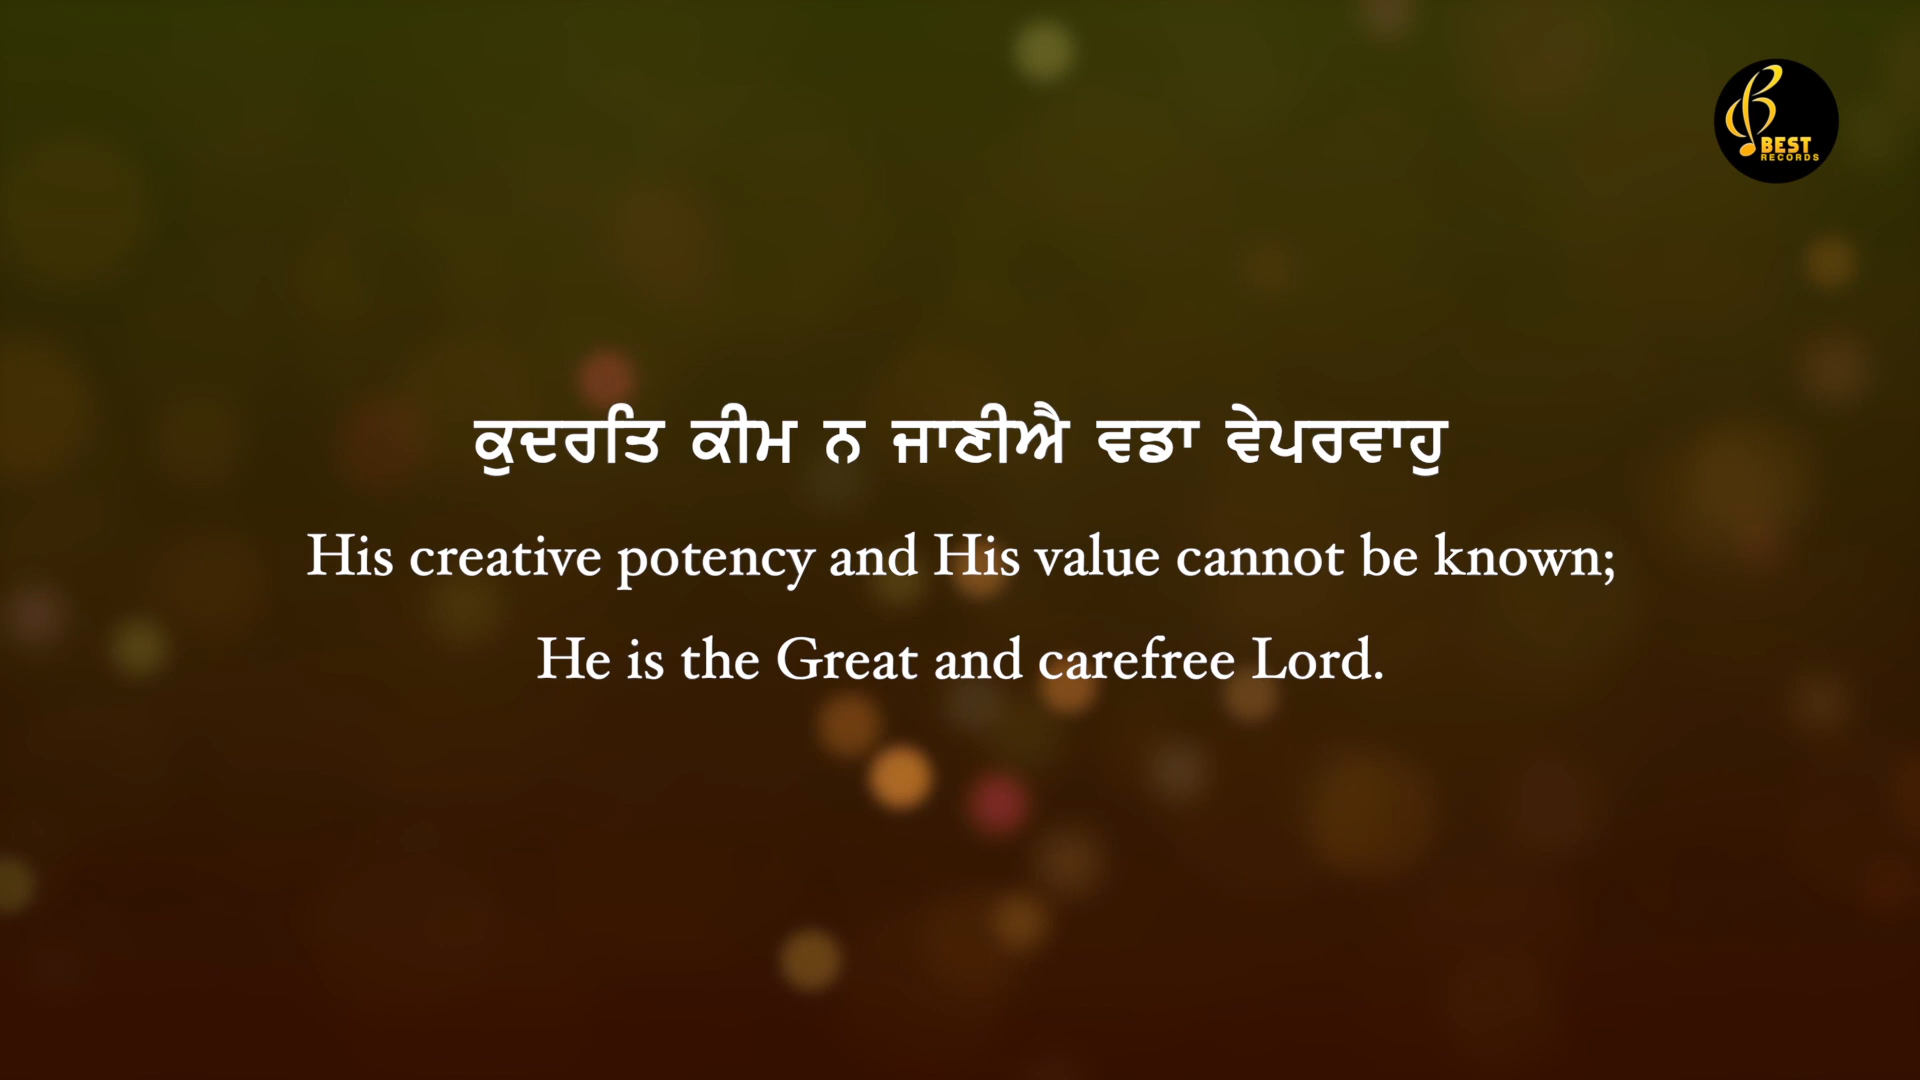 BEST
RECORDS
ਕੁਦਰਤਿ ਕੀਮ ਨ ਜਾਣੀਐ ਵਡਾ ਵੇਪਰਵਾਹੁ
His creative potency and His value cannot be known;
He is the Great and carefree Lord.